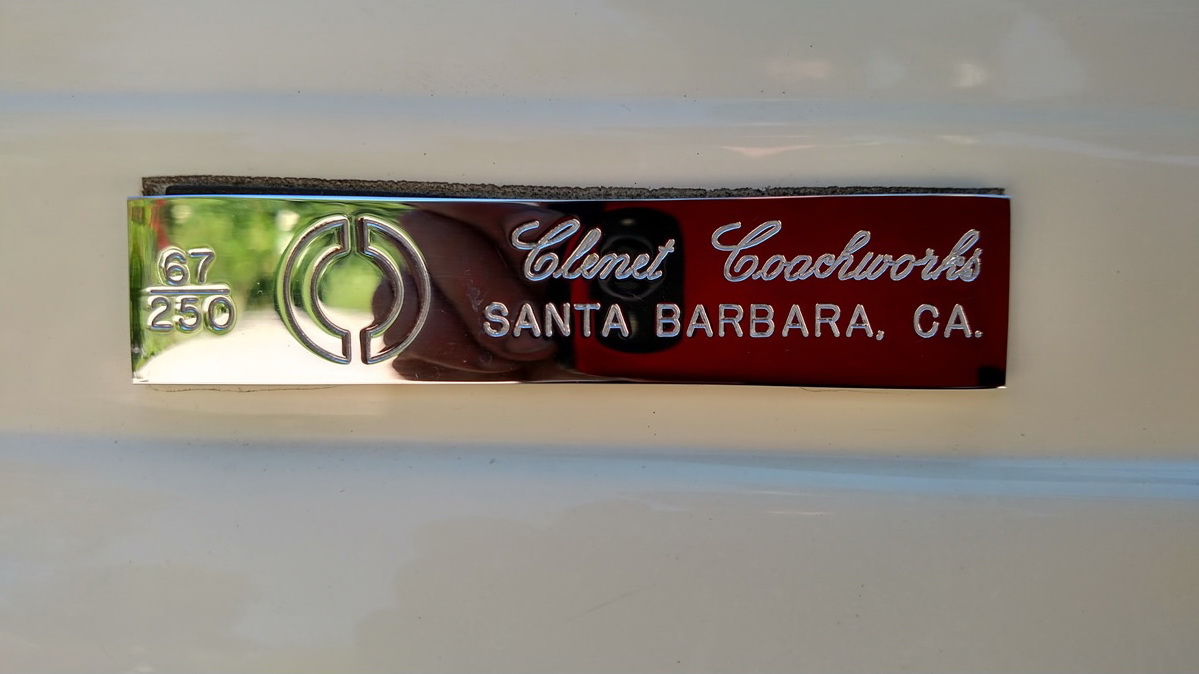 67
250
Clenet Coachworks
SANTA BARBARA, CA.